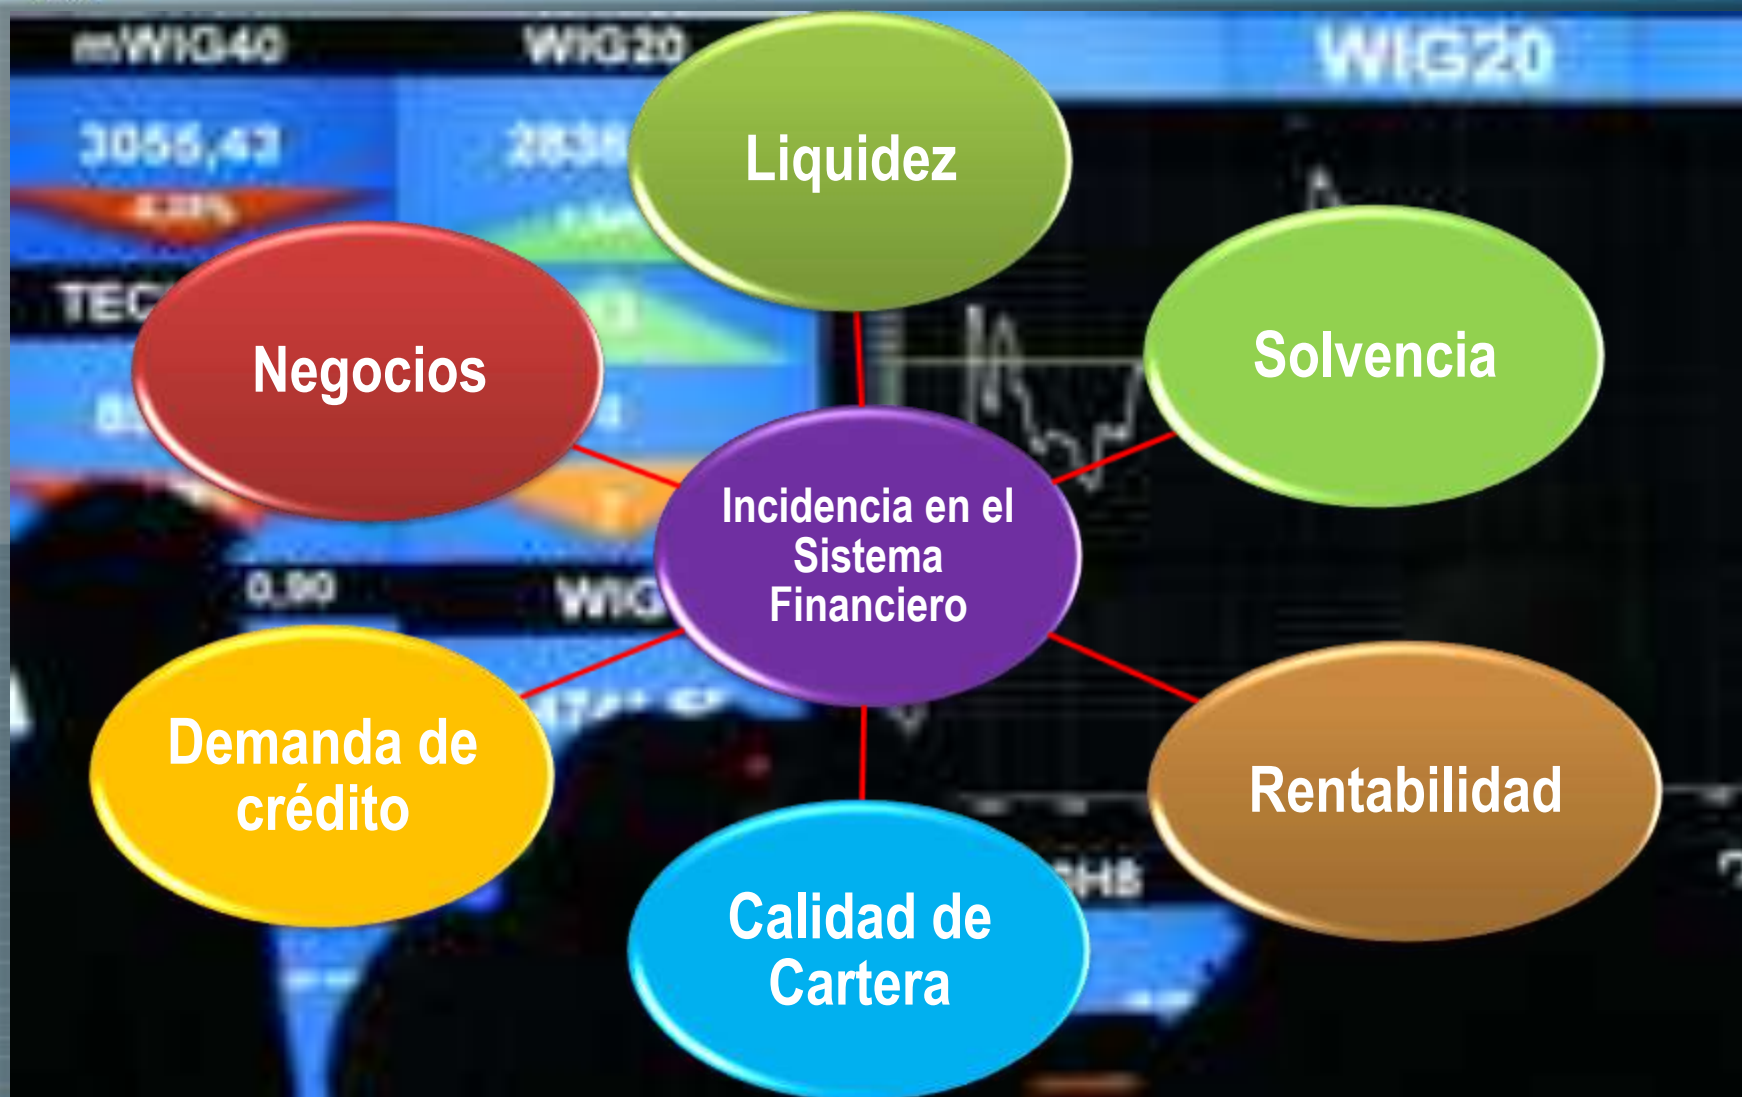 mWIG40
WIG20
WIG20
3055,43
Liquidez
Negocios
Solvencia
Incidencia en el
Sistema
Financiero
0,90
Demanda de
crédito
Rentabilidad
Calidad de
Cartera